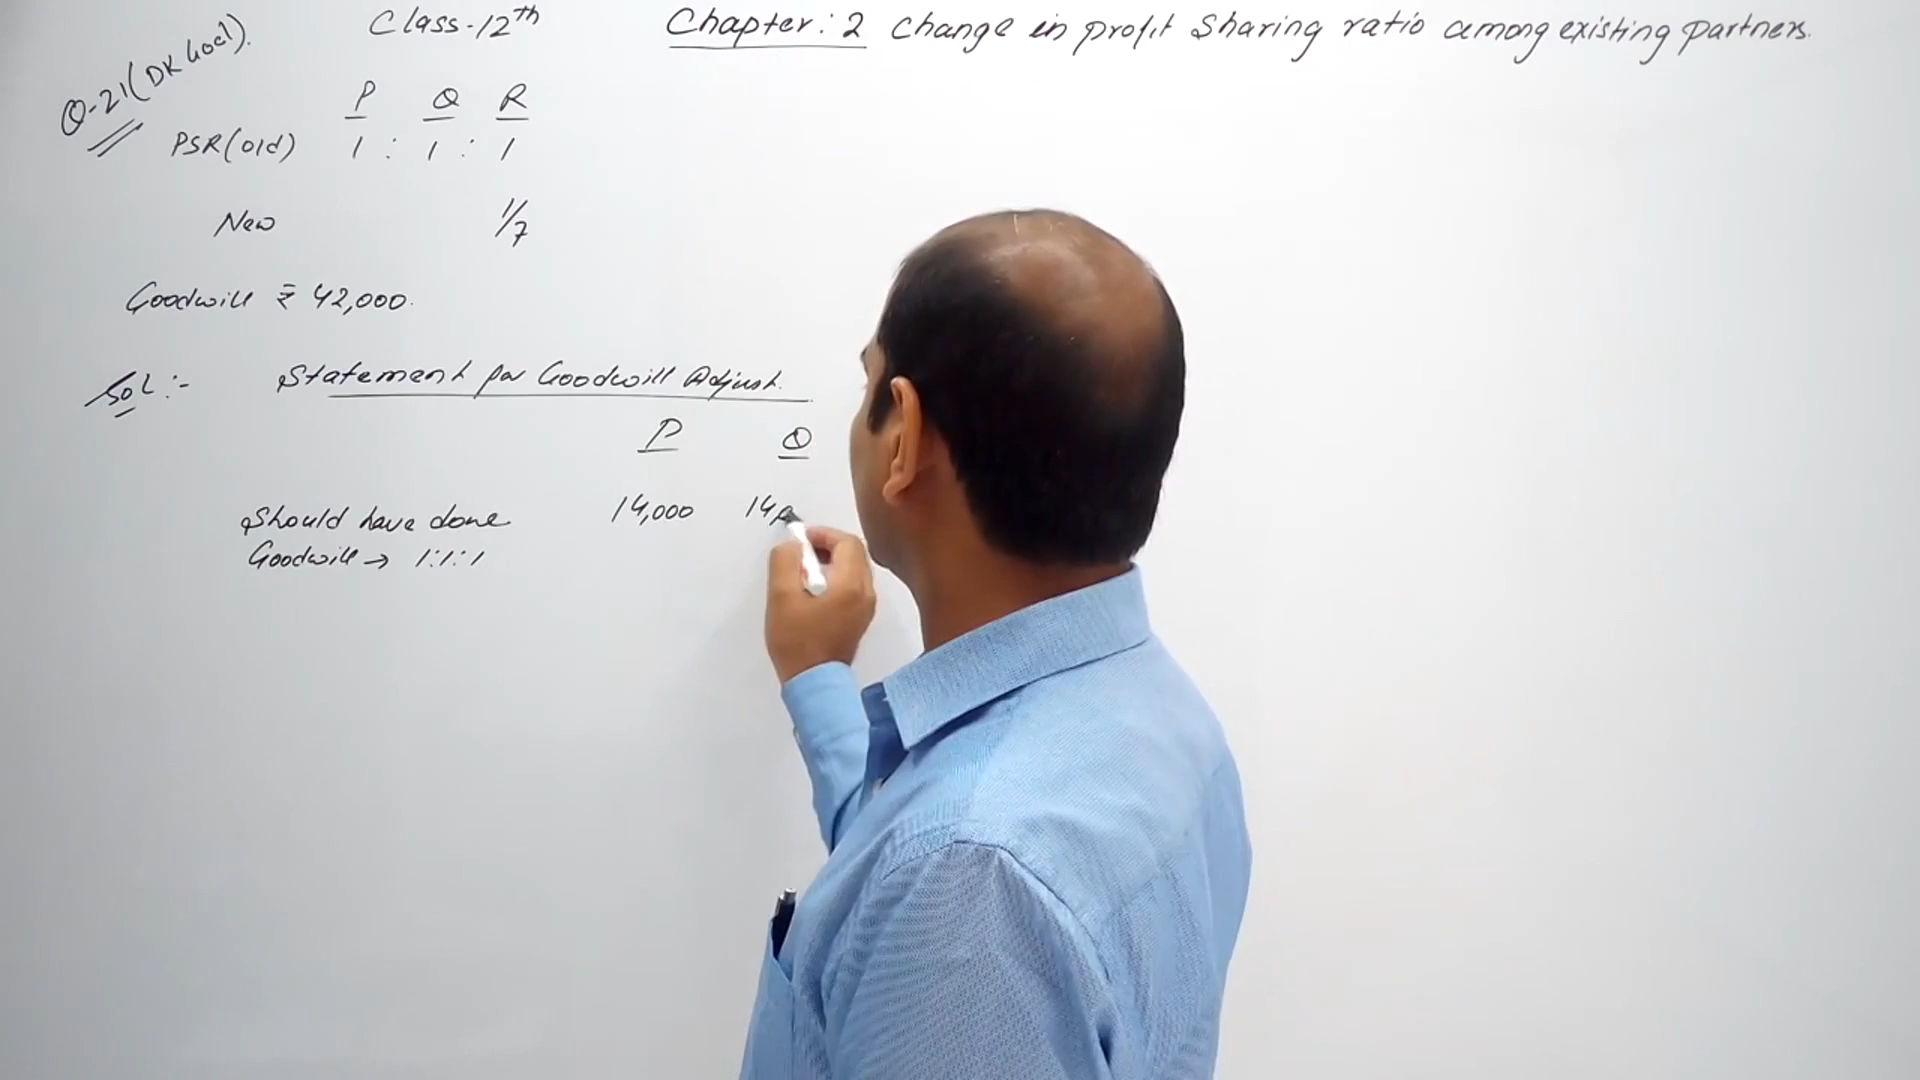 Class-12th Chapter: 2 Change in profit sharing ratio among existing partners.
Q-21 (DK Goel).
P Q R
PSR(old) 1 : 1 : 1
New 1/7
Goodwill ₹ 42,000.
Sol:- Statement for Goodwill Adjust.
P Q
Should have done 14,000 14,0
Goodwill → 1:1:1